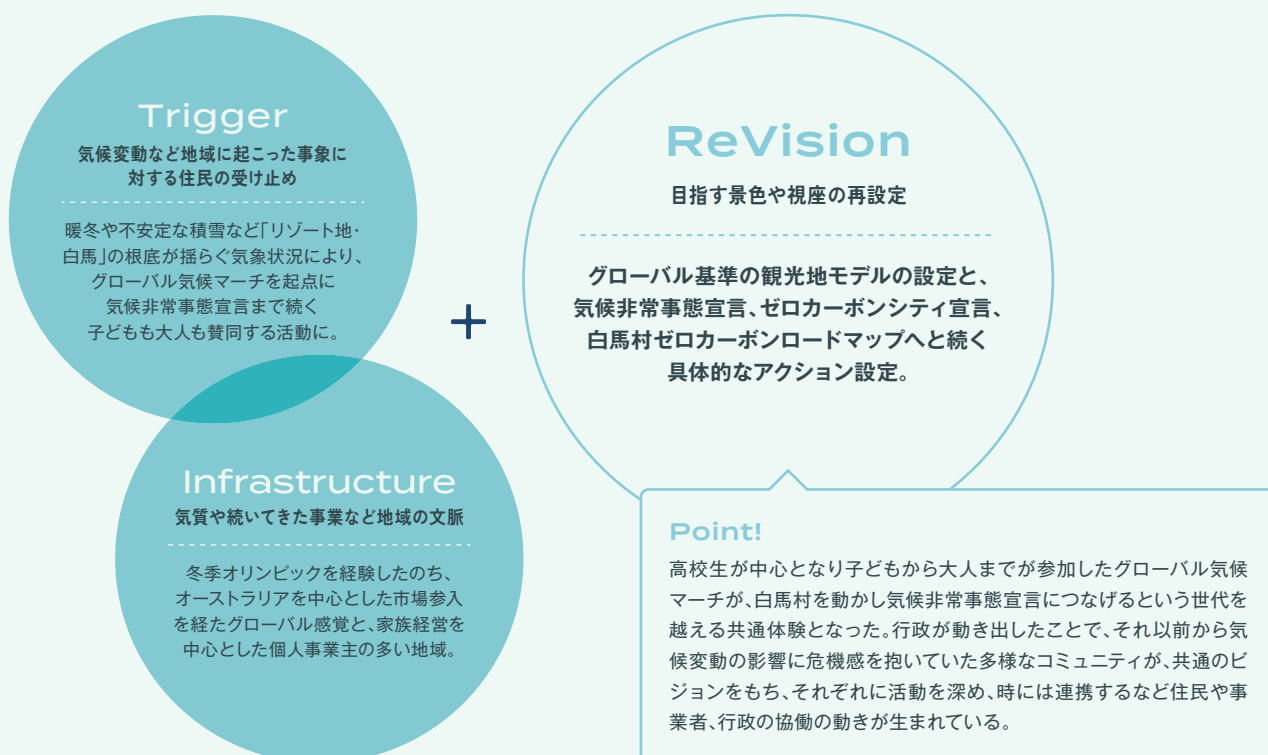 Trigger
気候変動など地域に起こった事象に
対する住民の受け止め
暖冬や不安定な積雪など「リゾート地・
白馬」の根底が揺らぐ気象状況により、
グローバル気候マーチを起点に
気候非常事態宣言まで続く
子どもも大人も賛同する活動に。
Infrastructure
気質や続いてきた事業など地域の文脈
冬季オリンピックを経験したのち、
オーストラリアを中心とした市場参入
を経たグローバル感覚と、家族経営を
中心とした個人事業主の多い地域。
+
ReVision
目指す景色や視座の再設定
グローバル基準の観光地モデルの設定と、
気候非常事態宣言、ゼロカーボンシティ宣言、
白馬村ゼロカーボンロードマップへと続く
具体的なアクション設定。
Point!
高校生が中心となり子どもから大人までが参加したグローバル気候
マーチが、白馬村を動かし気候非常事態宣言につなげるという世代を
越える共通体験となった。行政が動き出したことで、それ以前から気
候変動の影響に危機感を抱いていた多様なコミュニティが、共通のビ
ジョンをもち、それぞれに活動を深め、時には連携するなど住民や事
業者、行政の協働の動きが生まれている。